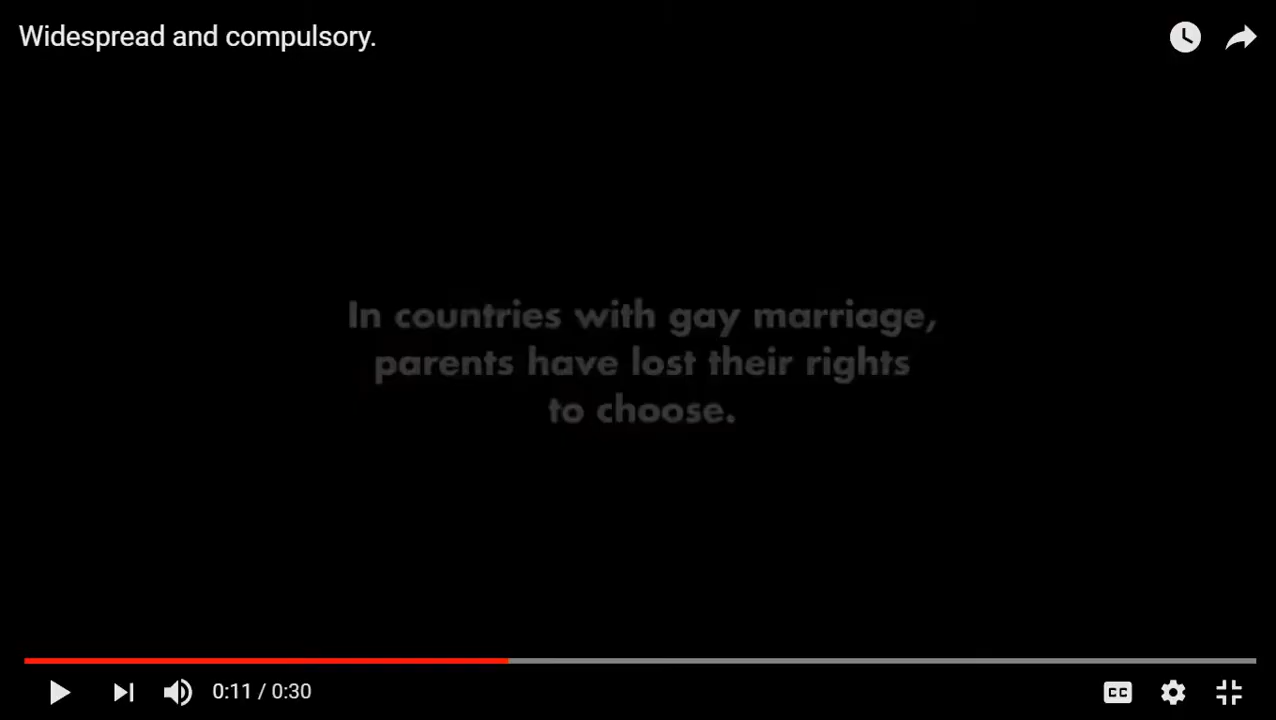 Widespread and compulsory.
In countries with gay marriage,
parents have lost their rights
to choose.
0:11 / 0:30
CC